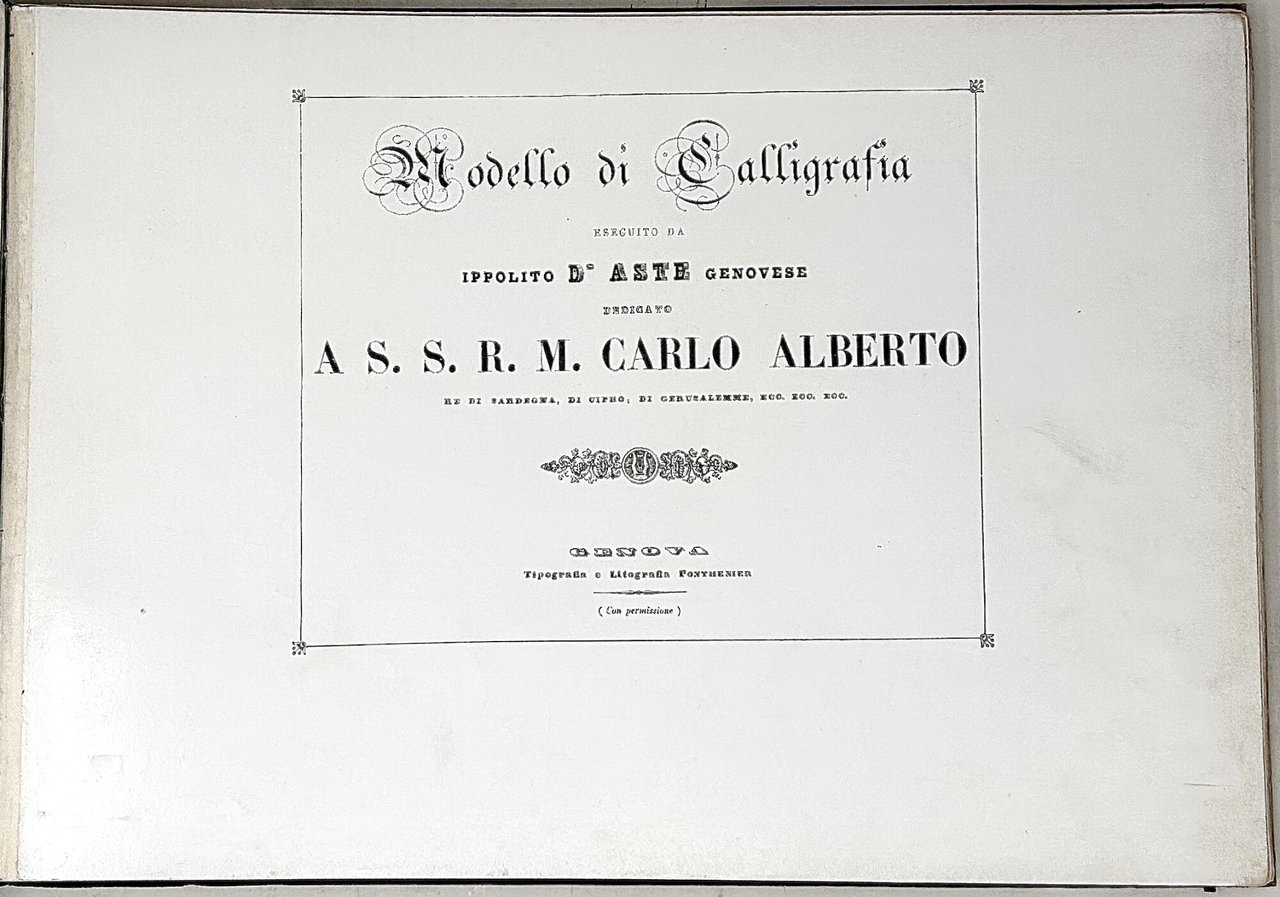 Modello di Calligrafia
ESEGUITO DA
IPPOLITO D' ASTE GENOVESE
DEDICATO
A S. S. R. M. CARLO ALBERTO
RE DI SARDEGNA, DI CIPRO, DI GERUSALEMME, ECC. ECC. ECC.
GENOVA
Tipografia e Litografia PONTHENIER
( Con permissione )